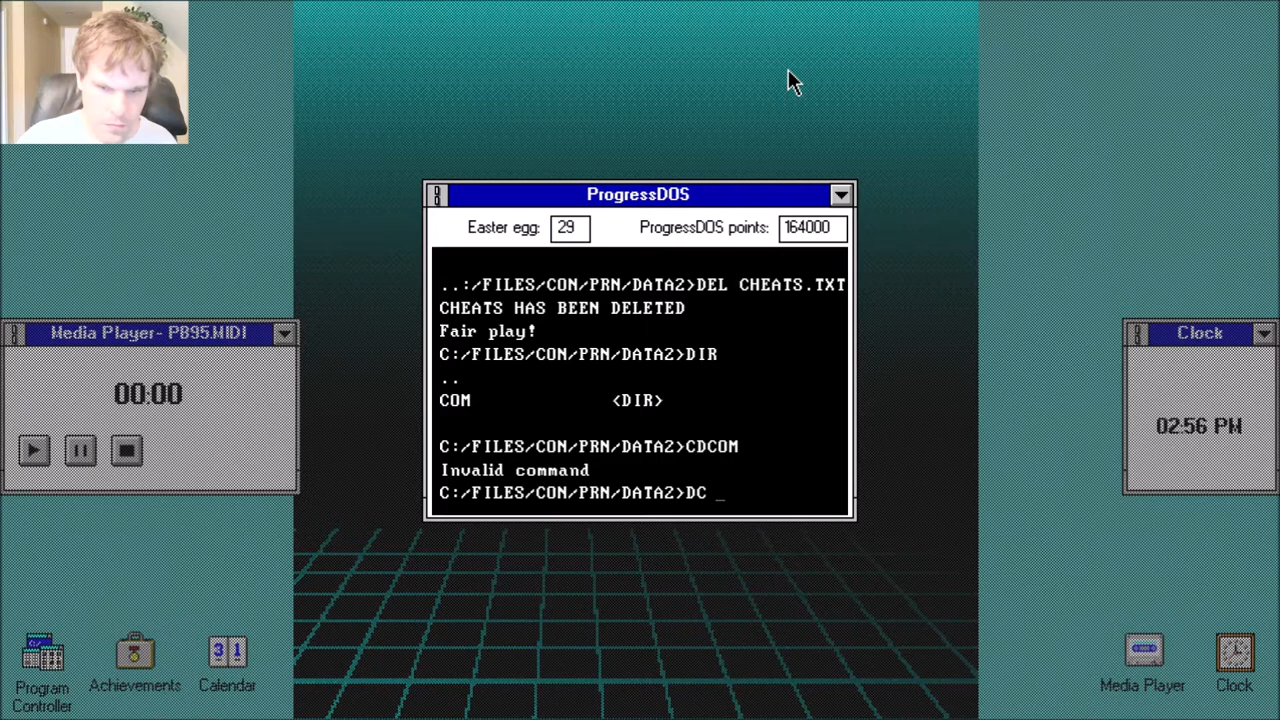 ProgressDOS
Easter egg: 29 ProgressDOS points: 164000
..:/FILES/CON/PRN/DATA2>DEL CHEATS.TXT
CHEATS HAS BEEN DELETED
Fair play!
C:/FILES/CON/PRN/DATA2>DIR
..
COM <DIR>
C:/FILES/CON/PRN/DATA2>CDCOM
Invalid command
C:/FILES/CON/PRN/DATA2>DC _
Media Player- PB95.MIDI
00:00
Clock
02:56 PM
Program
Controller
Achievements
31
Calendar
Media Player
Clock